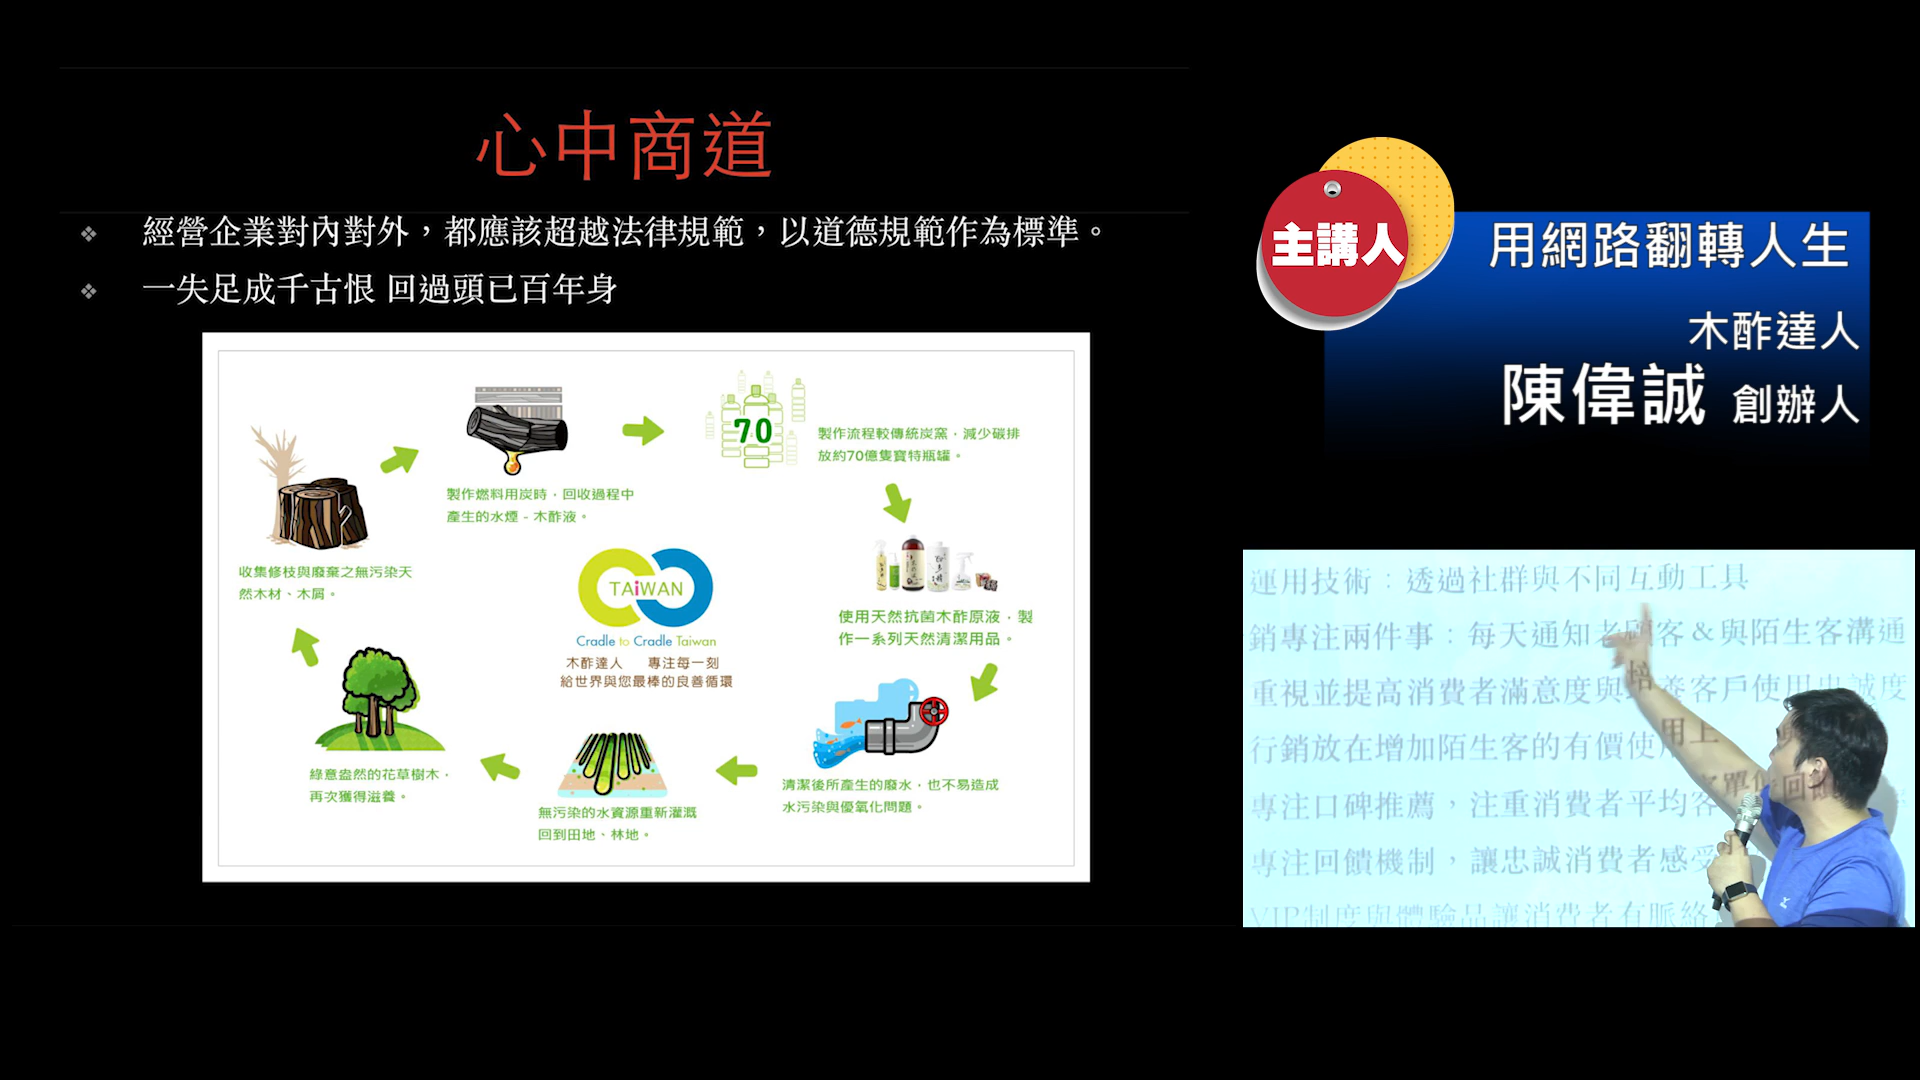 心中商道
經營企業對內對外，都應該超越法律規範，以道德規範作為標準。
一失足成千古恨 回過頭已百年身
收集修枝與廢棄之無污染天
然木材、木屑。
製作燃料用炭時，回收過程中
產生的水煙－木酢液。
70
製作流程較傳統炭窯，減少碳排
放約70億隻寶特瓶罐。
使用天然抗菌木酢原液，製
作一系列天然清潔用品。
清潔後所產生的廢水，也不易造成
水污染與優氧化問題。
無污染的水資源重新灌溉
回到田地、林地。
綠意盎然的花草樹木，
再次獲得滋養。
TAiWAN
Cradle to Cradle Taiwan
木酢達人 專注每一刻
給世界與您最棒的良善循環
主講人
用網路翻轉人生
木酢達人
陳偉誠 創辦人
運用技術：透過社群與不同互動工具
銷專注兩件事：每天通知老顧客＆與陌生客溝通
重視並提高消費者滿意度與培養客戶使用忠誠度
行銷放在增加陌生客的有價使用上
專注口碑推薦，注重消費者平均客單價回饋
專注回饋機制，讓忠誠消費者感受
VIP制度與體驗品讓消費者有脈絡